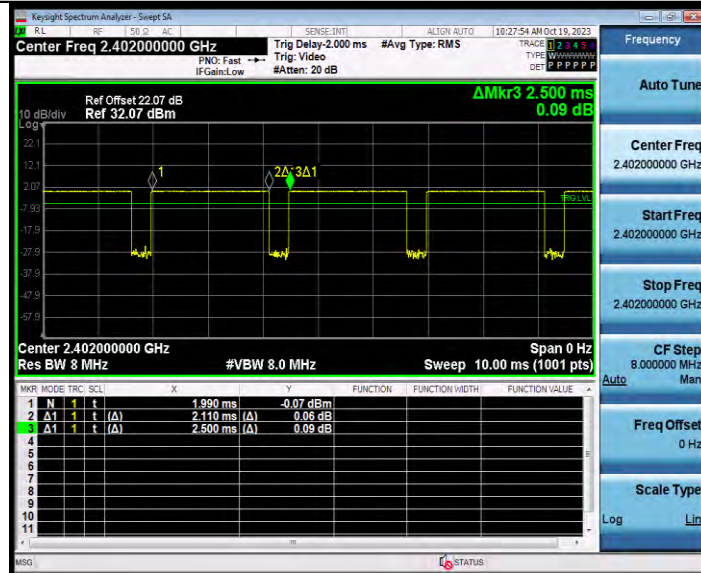 Keysight Spectrum Analyzer - Swept SA
RL RF 50 Ω AC SENSE:INT ALIGN AUTO 10:27:54 AM Oct 19, 2023
Center Freq 2.402000000 GHz
PNO: Fast
IFGain:Low
Trig Delay-2.000 ms
Trig: Video
#Atten: 20 dB
#Avg Type: RMS
TRACE 1 2 3 4 5 6
TYPE WWWWWW
DET P P P P P P
Frequency
Ref Offset 22.07 dB
10 dB/div Ref 32.07 dBm
Log
ΔMkr3 2.500 ms
0.09 dB
22.1
12.1
2.07
-7.93
-17.9
-27.9
-37.9
-47.9
-57.9
1
2Δ1 3Δ1
TRIG LVL
Center 2.402000000 GHz Span 0 Hz
Res BW 8 MHz #VBW 8.0 MHz Sweep 10.00 ms (1001 pts)
MKR MODE TRC SCL X Y FUNCTION FUNCTION WIDTH FUNCTION VALUE
1 N 1 t 1.990 ms -0.07 dBm
2 Δ1 1 t (Δ) 2.110 ms (Δ) 0.06 dB
3 Δ1 1 t (Δ) 2.500 ms (Δ) 0.09 dB
4
5
6
7
8
9
10
11
MSG STATUS
Auto Tune
Center Freq
2.402000000 GHz
Start Freq
2.402000000 GHz
Stop Freq
2.402000000 GHz
CF Step
8.000000 MHz
Auto Man
Freq Offset
0 Hz
Scale Type
Log Lin